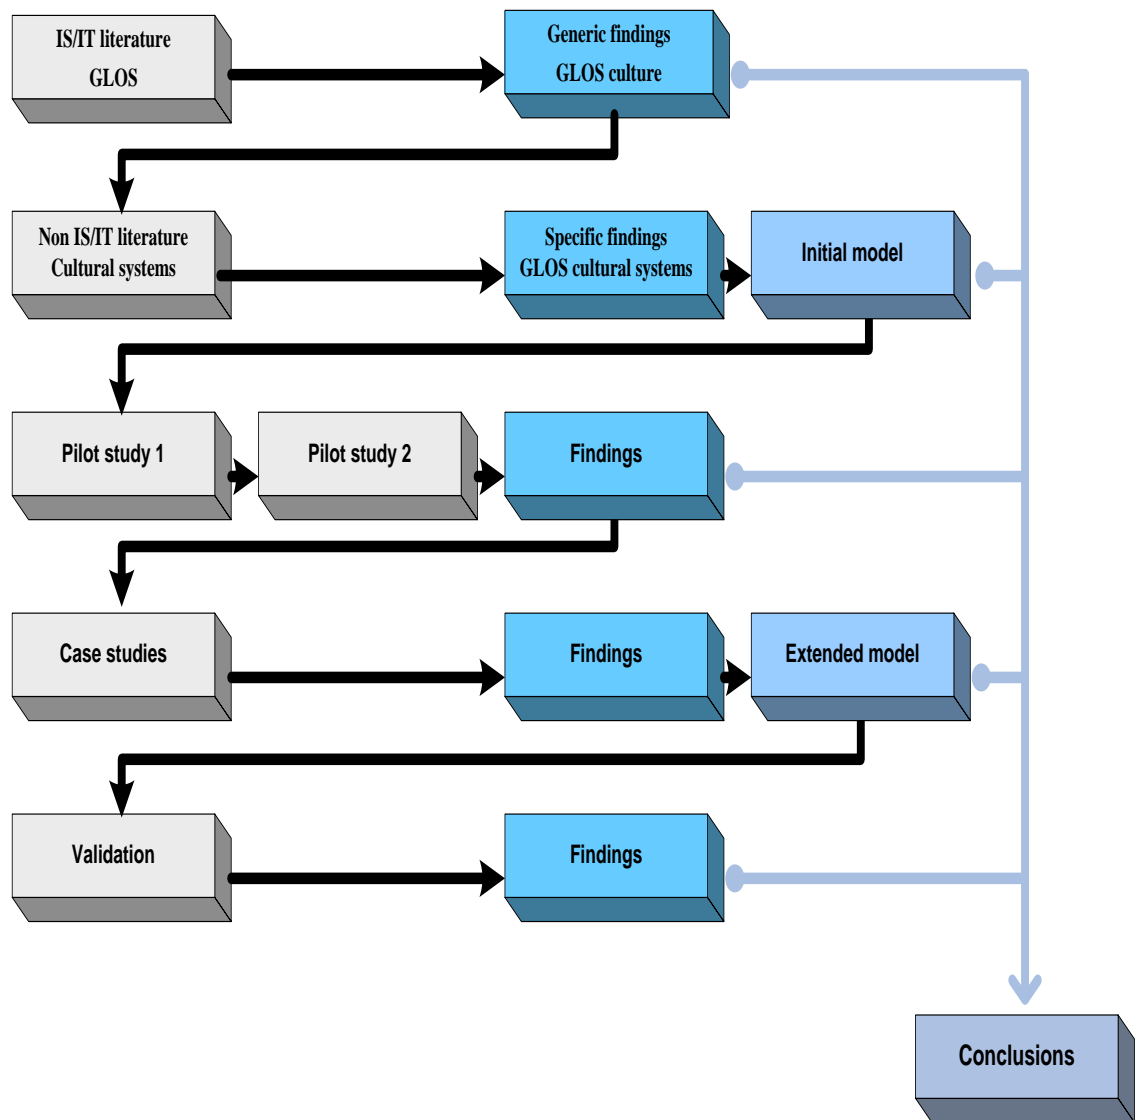 IS/IT literature
GLOS
Generic findings
GLOS culture
Non IS/IT literature
Cultural systems
Specific findings
GLOS cultural systems
Initial model
Pilot study 1
Pilot study 2
Findings
Case studies
Findings
Extended model
Validation
Findings
Conclusions